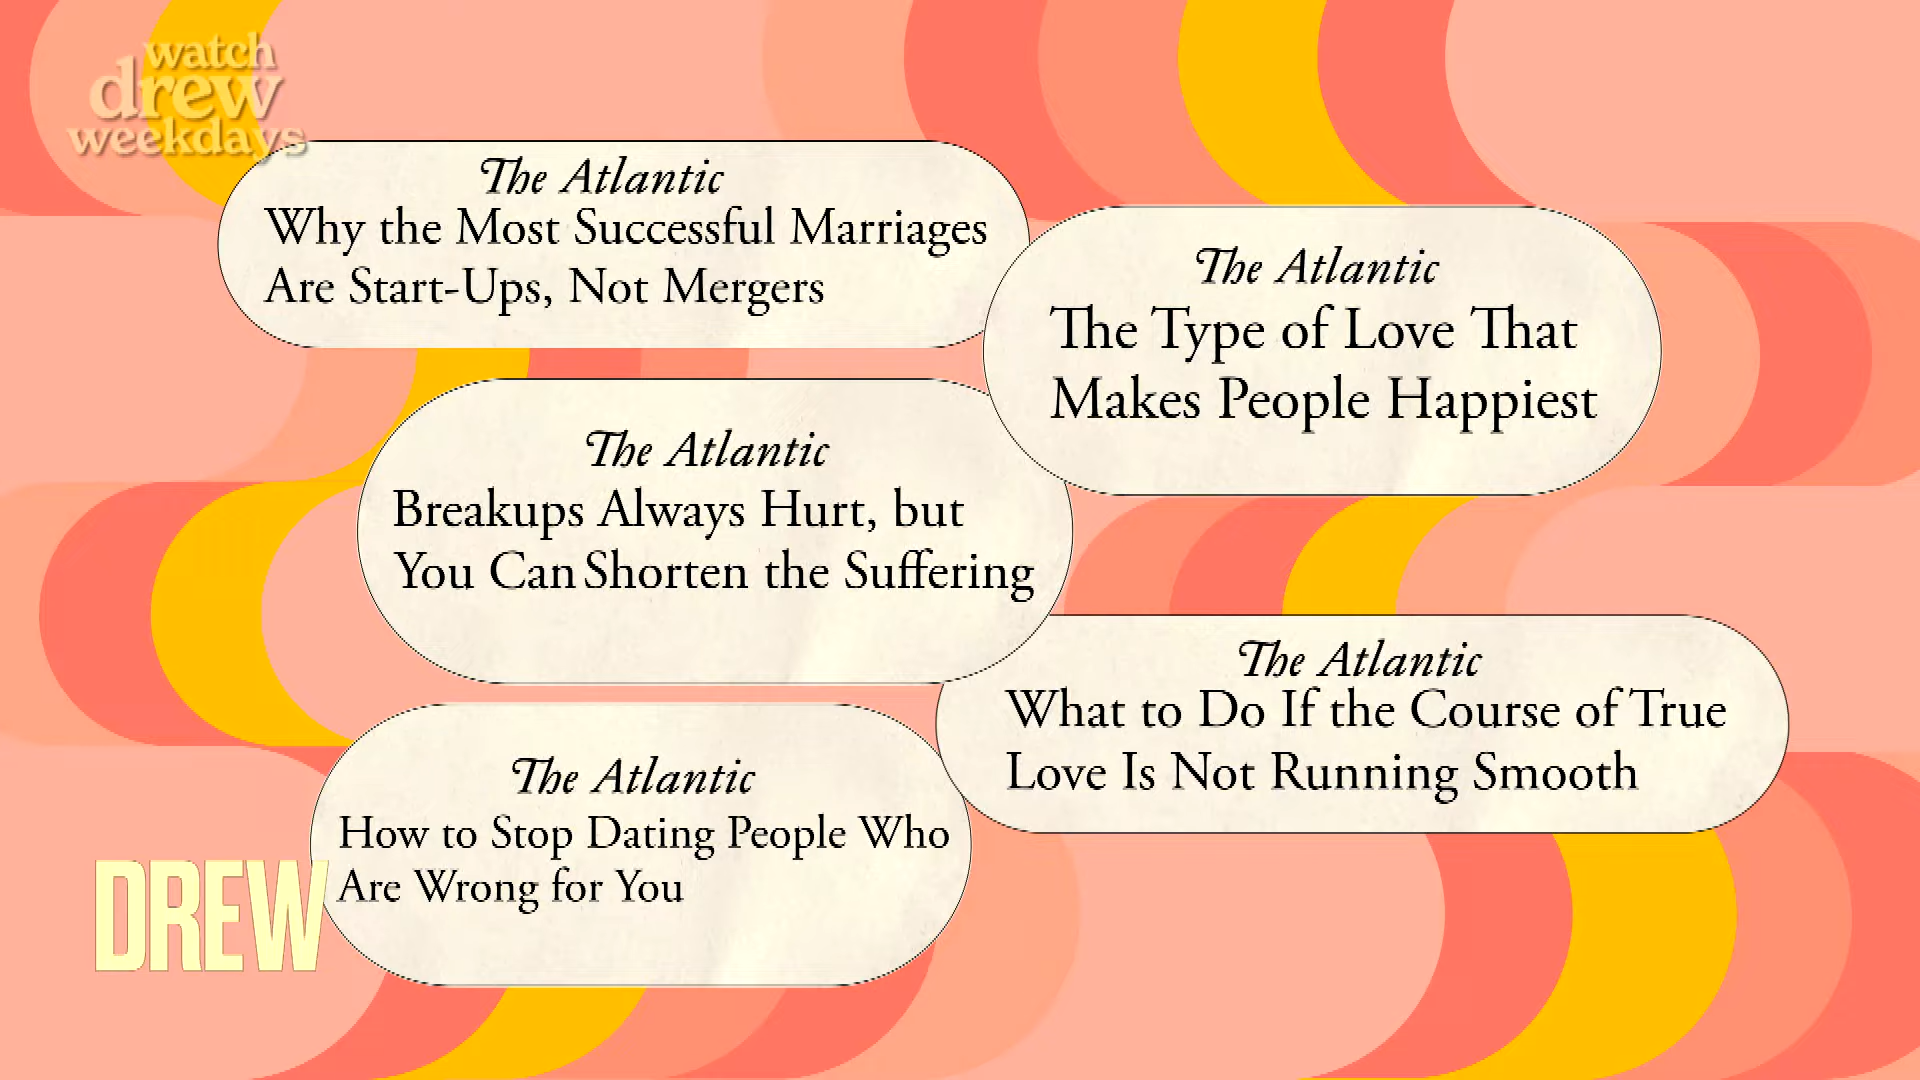 watch
drew
weekdays
The Atlantic
Why the Most Successful Marriages
Are Start-Ups, Not Mergers
The Atlantic
The Type of Love That
Makes People Happiest
The Atlantic
Breakups Always Hurt, but
You Can Shorten the Suffering
The Atlantic
What to Do If the Course of True
Love Is Not Running Smooth
The Atlantic
How to Stop Dating People Who
Are Wrong for You
DREW